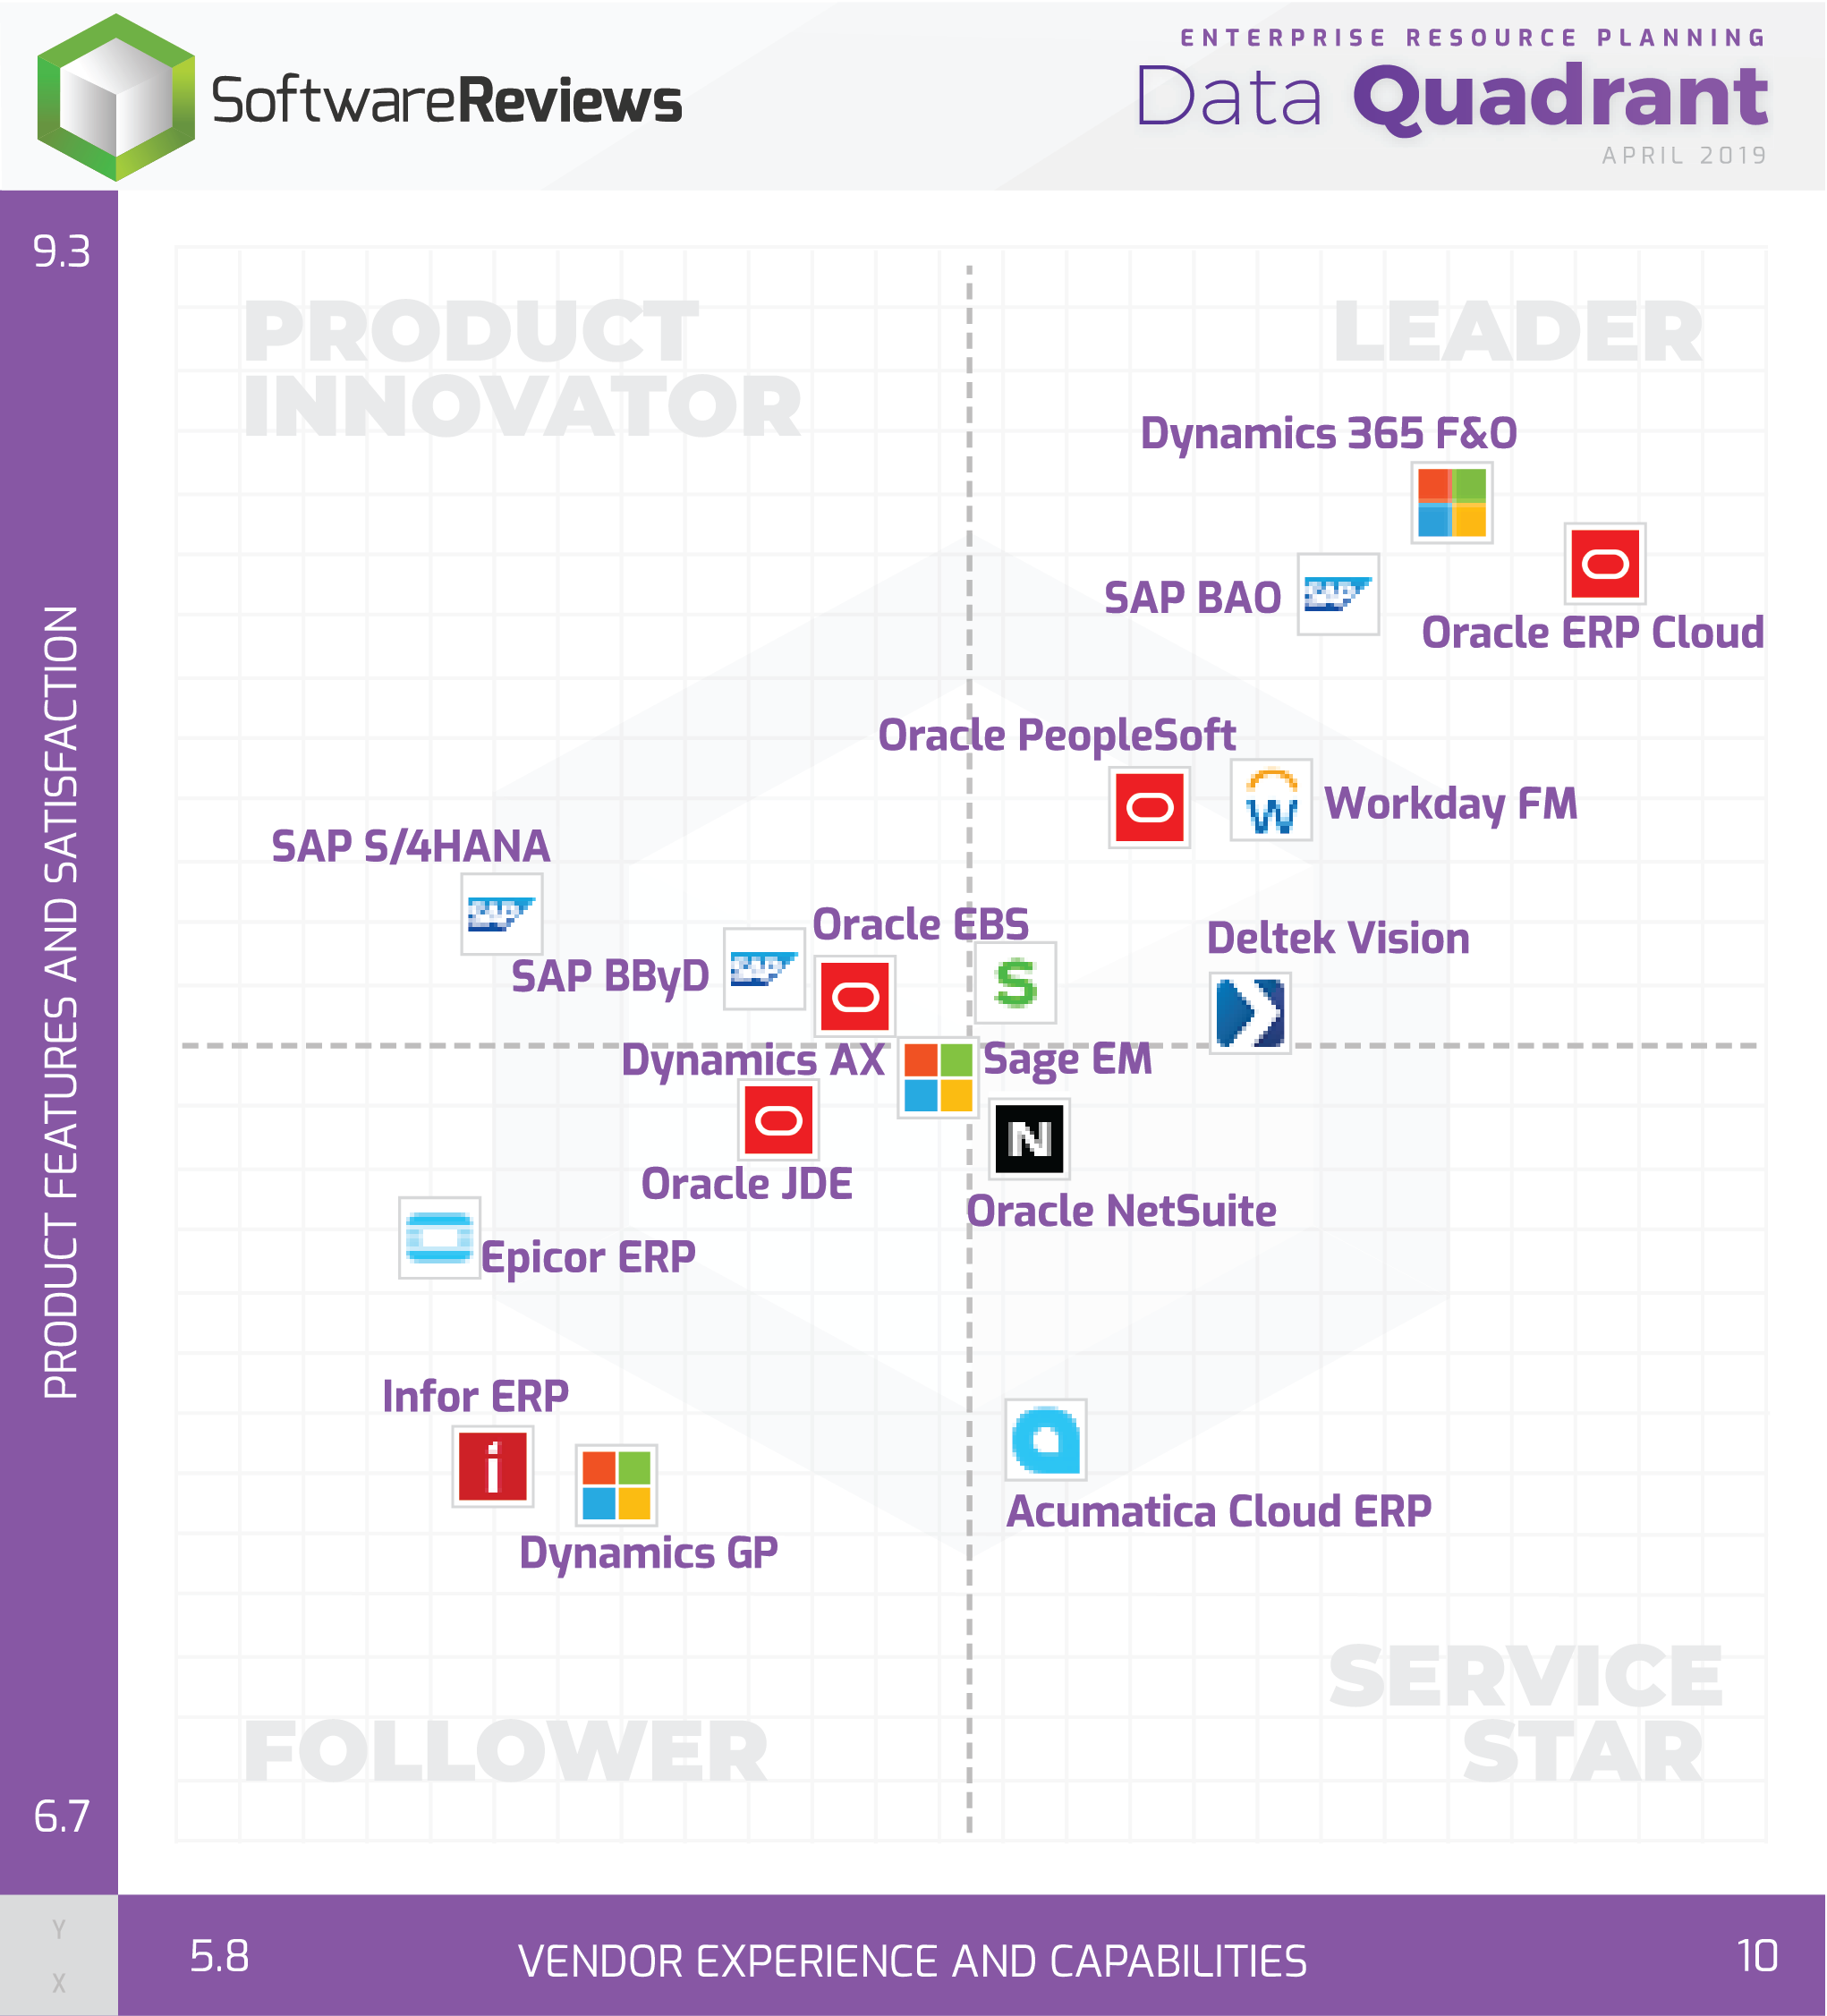 SoftwareReviews
ENTERPRISE RESOURCE PLANNING
Data Quadrant
APRIL 2019
9.3
PRODUCT FEATURES AND SATISFACTION
6.7
PRODUCT
INNOVATOR
LEADER
Dynamics 365 F&O
SAP BAO
Oracle ERP Cloud
Oracle PeopleSoft
Workday FM
SAP S/4HANA
Oracle EBS
Deltek Vision
SAP BByD
Dynamics AX
Sage EM
Oracle JDE
Oracle NetSuite
Epicor ERP
Infor ERP
Acumatica Cloud ERP
Dynamics GP
FOLLOWER
SERVICE
STAR
Y
X
5.8
VENDOR EXPERIENCE AND CAPABILITIES
10